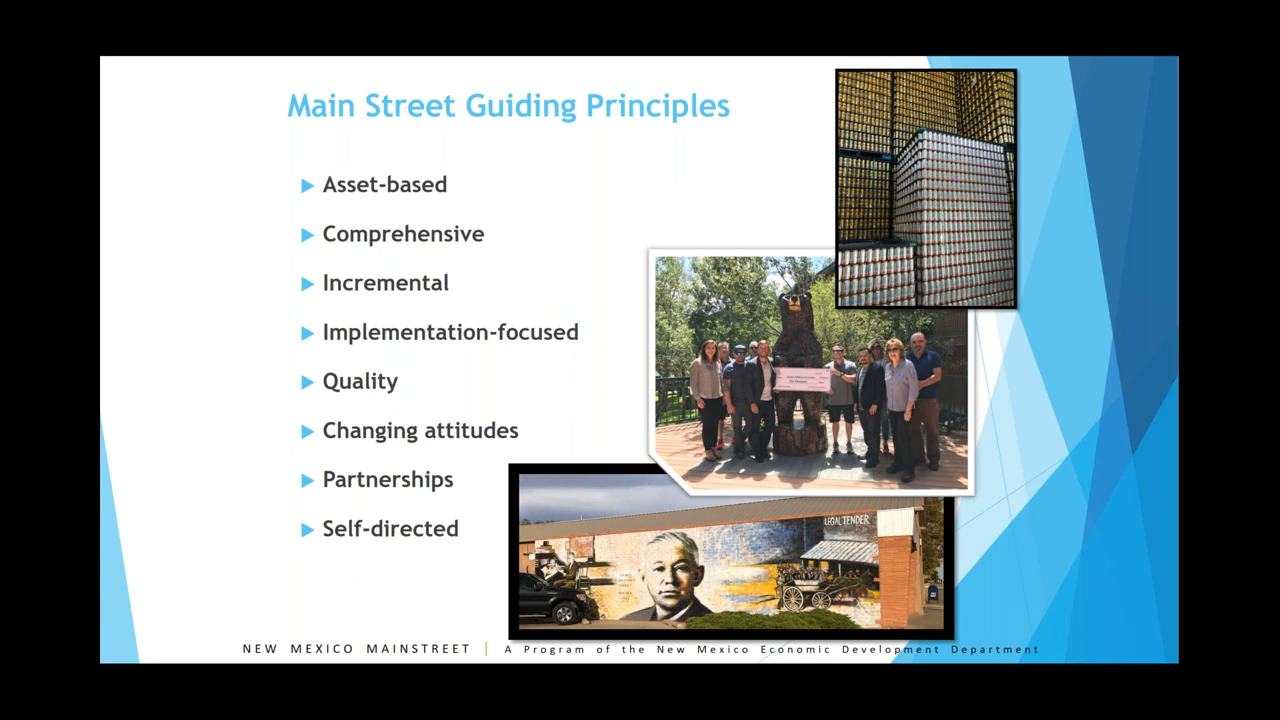 Main Street Guiding Principles
Asset-based
Comprehensive
Incremental
Implementation-focused
Quality
Changing attitudes
Partnerships
Self-directed
LEGAL TENDER
NEW MEXICO MAINSTREET | A Program of the New Mexico Economic Development Department